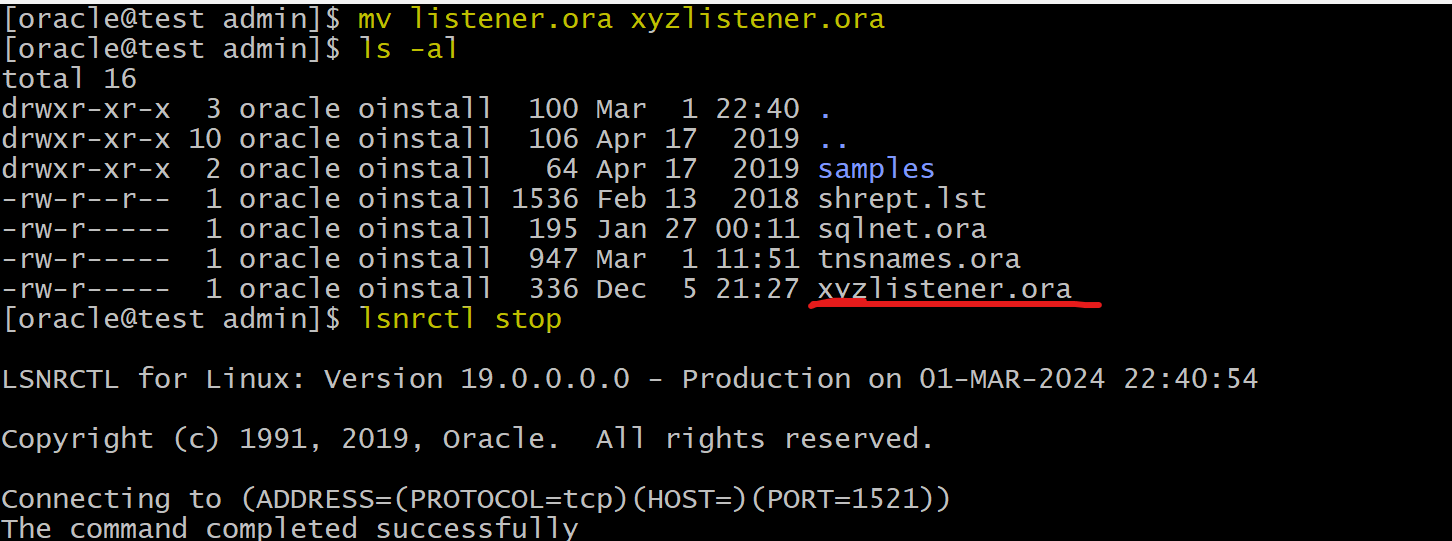 [oracle@test admin]$ mv listener.ora xyzlistener.ora
[oracle@test admin]$ ls -al
total 16
drwxr-xr-x  3 oracle oinstall  100 Mar  1 22:40 .
drwxr-xr-x 10 oracle oinstall  106 Apr 17  2019 ..
drwxr-xr-x  2 oracle oinstall   64 Apr 17  2019 samples
-rw-r--r--  1 oracle oinstall 1536 Feb 13  2018 shrept.lst
-rw-r-----  1 oracle oinstall  195 Jan 27 00:11 sqlnet.ora
-rw-r-----  1 oracle oinstall  947 Mar  1 11:51 tnsnames.ora
-rw-r-----  1 oracle oinstall  336 Dec  5 21:27 xyzlistener.ora
[oracle@test admin]$ lsnrctl stop
LSNRCTL for Linux: Version 19.0.0.0.0 - Production on 01-MAR-2024 22:40:54
Copyright (c) 1991, 2019, Oracle.  All rights reserved.
Connecting to (ADDRESS=(PROTOCOL=tcp)(HOST=)(PORT=1521))
The command completed successfully